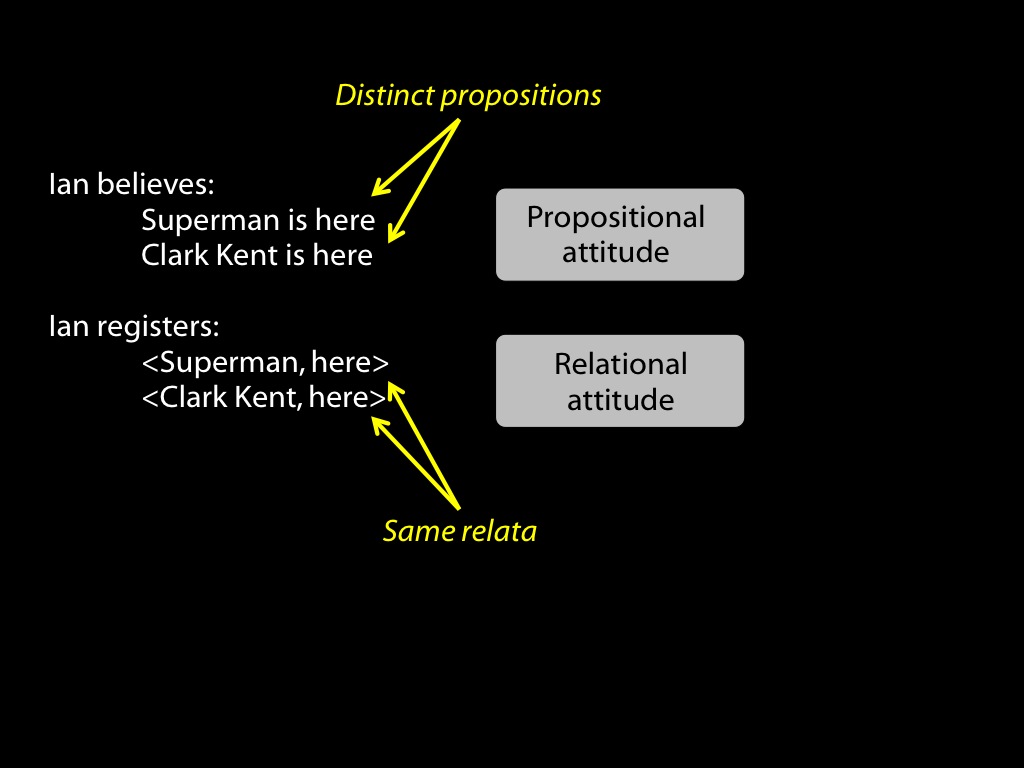 Distinct propositions
Ian believes:
Superman is here
Clark Kent is here
Propositional
attitude
Ian registers:
<Superman, here>
<Clark Kent, here>
Relational
attitude
Same relata